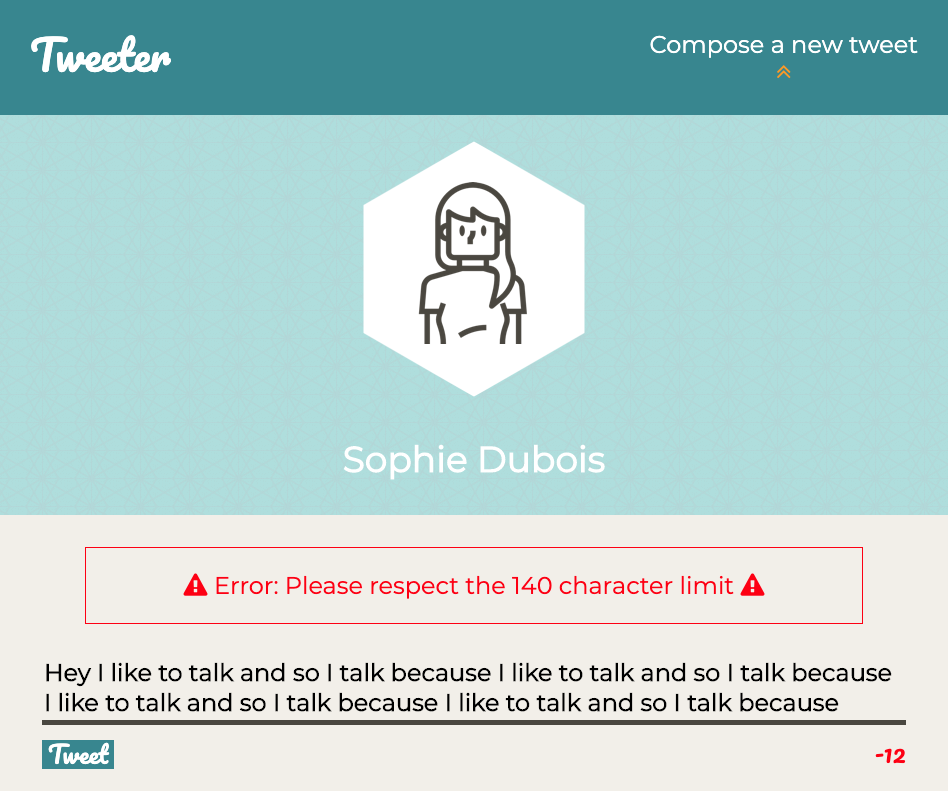 Tweeter
Compose a new tweet
Sophie Dubois
Error: Please respect the 140 character limit
Hey I like to talk and so I talk because I like to talk and so I talk because
I like to talk and so I talk because I like to talk and so I talk because
Tweet
-12